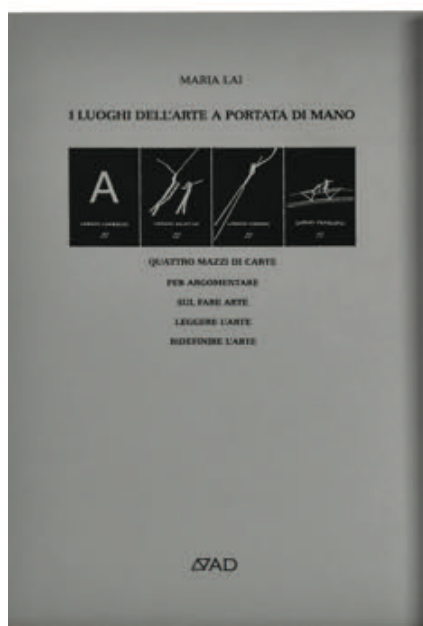 MARIA LAI
I LUOGHI DELL'ARTE A PORTATA DI MANO
A
QUATTRO MAZZI DI CARTE
PER ARGOMENTARE
SUL FARE ARTE
LEGGERE L'ARTE
RIDEFINIRE L'ARTE
AD